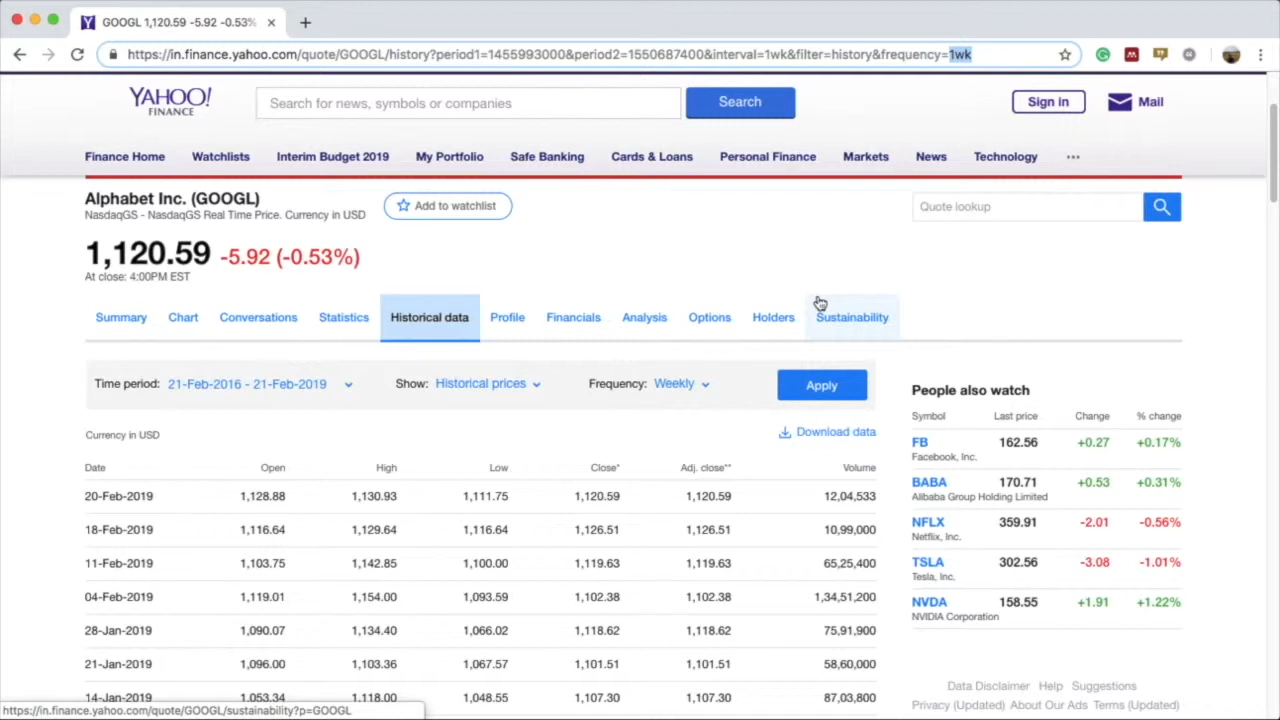 GOOGL 1,120.59 -5.92 -0.53%
https://in.finance.yahoo.com/quote/GOOGL/history?period1=1455993000&period2=1550687400&interval=1wk&filter=history&frequency=1wk
YAHOO!
FINANCE
Search for news, symbols or companies
Search
Sign in
Mail
Finance Home Watchlists Interim Budget 2019 My Portfolio Safe Banking Cards & Loans Personal Finance Markets News Technology ...
Alphabet Inc. (GOOGL)
NasdaqGS - NasdaqGS Real Time Price. Currency in USD
Add to watchlist
Quote lookup
1,120.59 -5.92 (-0.53%)
At close: 4:00PM EST
Summary Chart Conversations Statistics Historical data Profile Financials Analysis Options Holders Sustainability
Time period: 21-Feb-2016 - 21-Feb-2019 Show: Historical prices Frequency: Weekly Apply
Currency in USD Download data
Date Open High Low Close* Adj. close** Volume
20-Feb-2019 1,128.88 1,130.93 1,111.75 1,120.59 1,120.59 12,04,533
18-Feb-2019 1,116.64 1,129.64 1,116.64 1,126.51 1,126.51 10,99,000
11-Feb-2019 1,103.75 1,142.85 1,100.00 1,119.63 1,119.63 65,25,400
04-Feb-2019 1,119.01 1,154.00 1,093.59 1,102.38 1,102.38 1,34,51,200
28-Jan-2019 1,090.07 1,134.40 1,066.02 1,118.62 1,118.62 75,91,900
21-Jan-2019 1,096.00 1,103.36 1,067.57 1,101.51 1,101.51 58,60,000
14-Jan-2019 1,053.34 1,118.00 1,048.55 1,107.30 1,107.30 87,03,800
People also watch
Symbol Last price Change % change
FB 162.56 +0.27 +0.17%
Facebook, Inc.
BABA 170.71 +0.53 +0.31%
Alibaba Group Holding Limited
NFLX 359.91 -2.01 -0.56%
Netflix, Inc.
TSLA 302.56 -3.08 -1.01%
Tesla, Inc.
NVDA 158.55 +1.91 +1.22%
NVIDIA Corporation
Data Disclaimer Help Suggestions
Privacy (Updated) About Our Ads Terms (Updated)
https://in.finance.yahoo.com/quote/GOOGL/sustainability?p=GOOGL